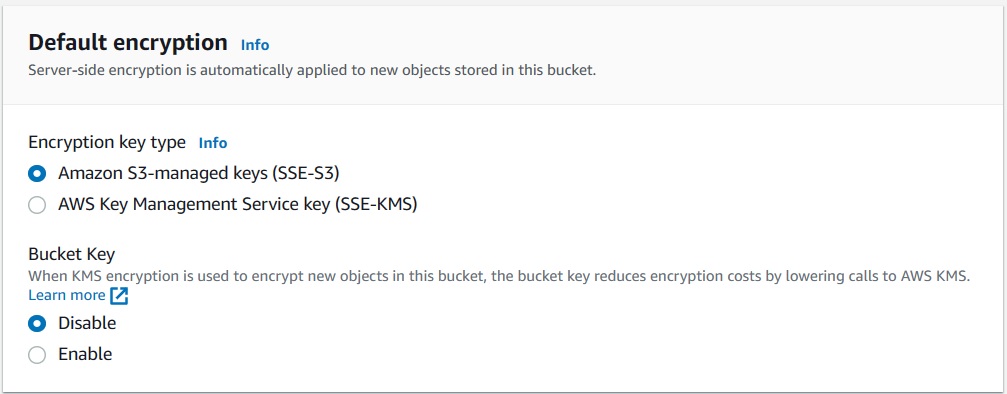 Default encryption Info
Server-side encryption is automatically applied to new objects stored in this bucket.
Encryption key type Info
Amazon S3-managed keys (SSE-S3)
AWS Key Management Service key (SSE-KMS)
Bucket Key
When KMS encryption is used to encrypt new objects in this bucket, the bucket key reduces encryption costs by lowering calls to AWS KMS.
Learn more
Disable
Enable